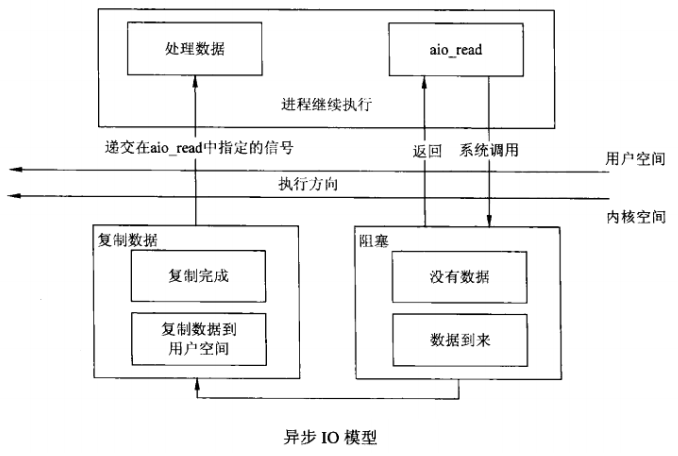 处理数据
aio_read
进程继续执行
递交在aio_read中指定的信号
返回
系统调用
用户空间
执行方向
内核空间
复制数据
阻塞
复制完成
没有数据
复制数据到
用户空间
数据到来
异步 IO 模型